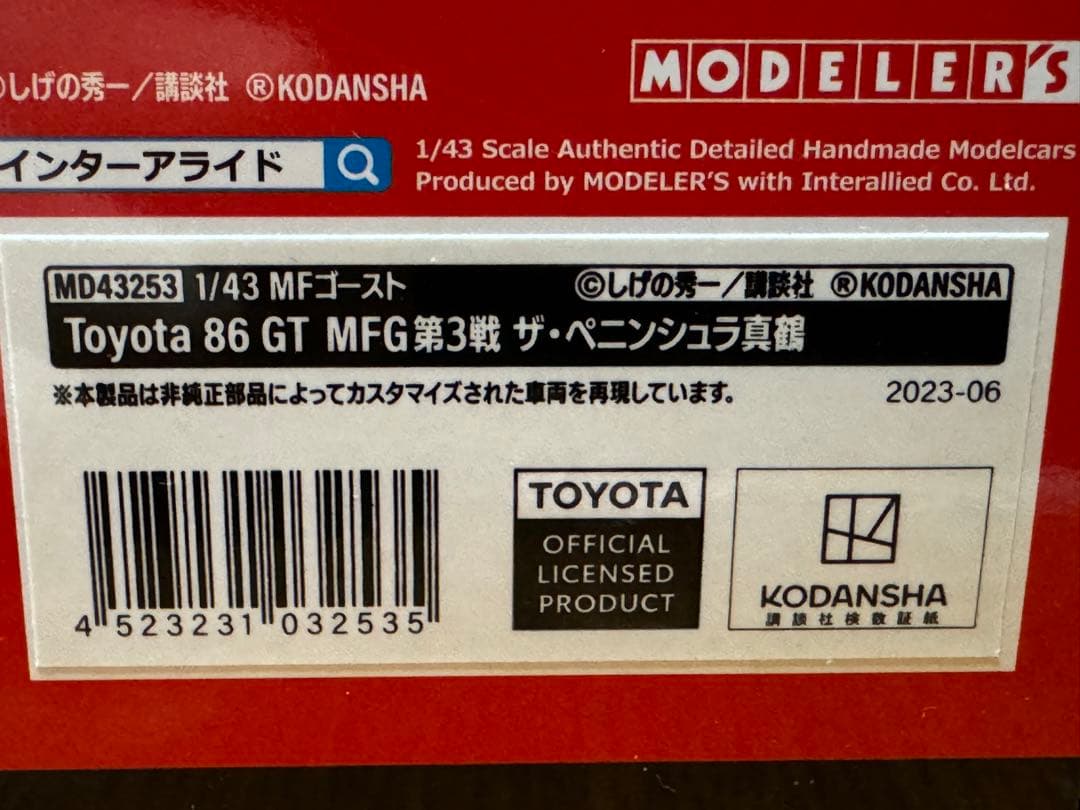 ©しげの秀一／講談社 ®KODANSHA
MODELER'S
インターアライド
1/43 Scale Authentic Detailed Handmade Modelcars
Produced by MODELER'S with Interallied Co. Ltd.
MD43253 1/43 MFゴースト ©しげの秀一／講談社 ®KODANSHA
Toyota 86 GT MFG第3戦 ザ・ペニンシュラ真鶴
※本製品は非純正部品によってカスタマイズされた車両を再現しています。 2023-06
4 523231 032535
TOYOTA
OFFICIAL
LICENSED
PRODUCT
KODANSHA
講談社検数証紙